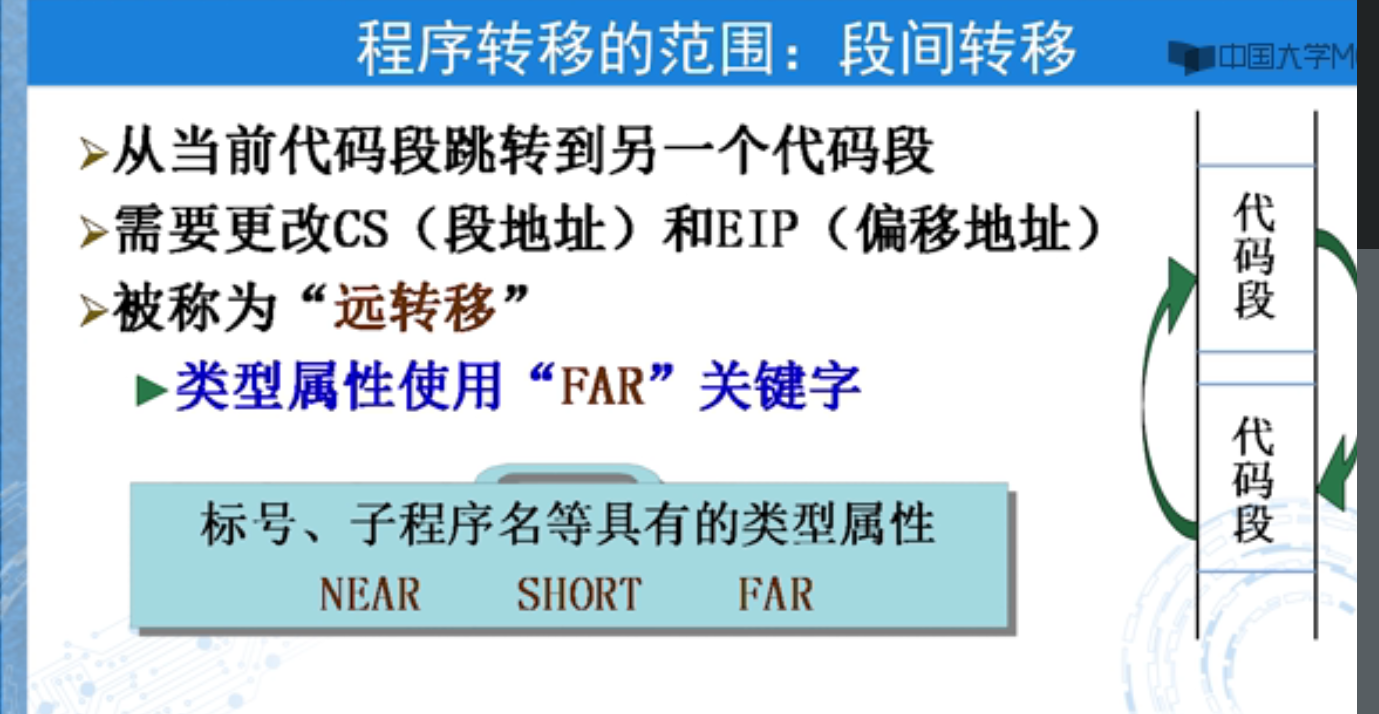 程序转移的范围：段间转移
中国大学M
从当前代码段跳转到另一个代码段
需要更改CS（段地址）和EIP（偏移地址）
被称为“远转移”
类型属性使用“FAR”关键字
标号、子程序名等具有的类型属性
NEAR SHORT FAR
代码段
代码段